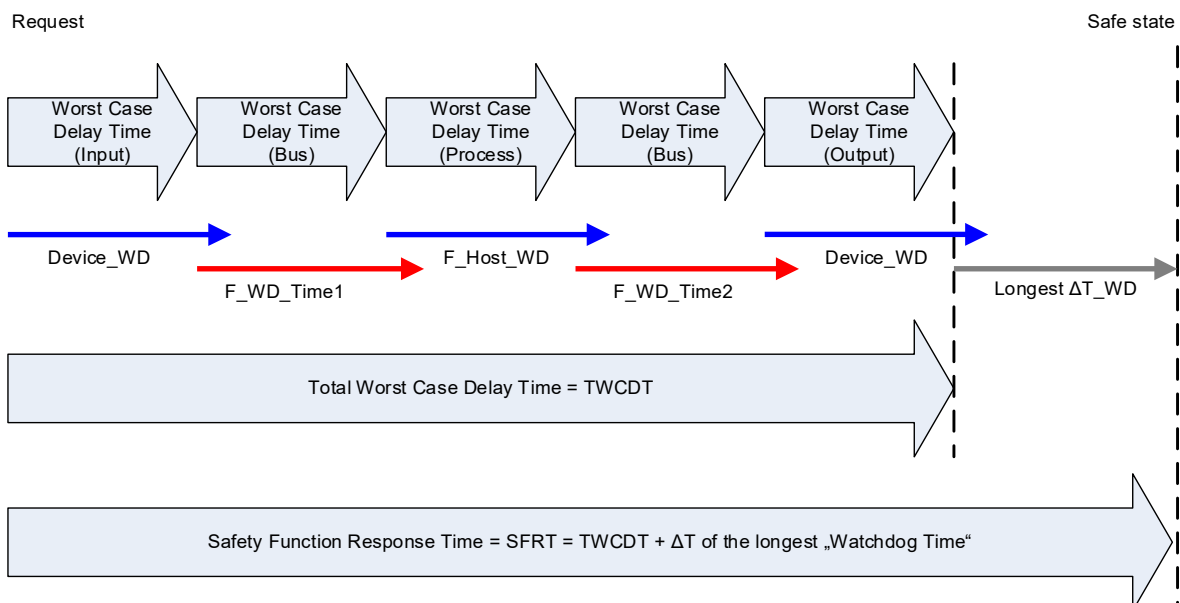 Request
Safe state
Worst Case
Delay Time
(Input)
Worst Case
Delay Time
(Bus)
Worst Case
Delay Time
(Process)
Worst Case
Delay Time
(Bus)
Worst Case
Delay Time
(Output)
Device_WD
F_WD_Time1
F_Host_WD
F_WD_Time2
Device_WD
Longest ΔT_WD
Total Worst Case Delay Time = TWCDT
Safety Function Response Time = SFRT = TWCDT + ΔT of the longest „Watchdog Time“